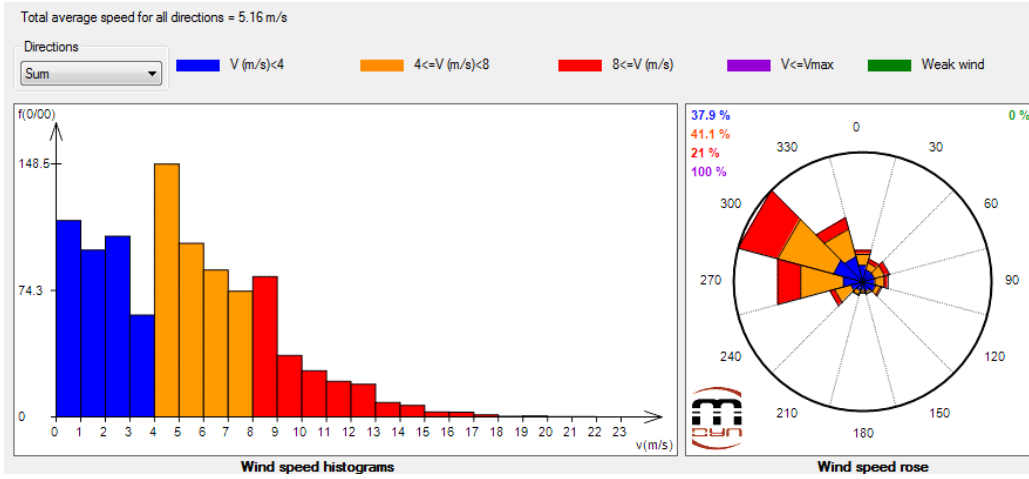 Total average speed for all directions = 5.16 m/s
Directions
Sum
V (m/s)<4
4<=V (m/s)<8
8<=V (m/s)
V<=Vmax
Weak wind
f(0/00)
148.5
74.3
0
0 1 2 3 4 5 6 7 8 9 10 11 12 13 14 15 16 17 18 19 20 21 22 23
v(m/s)
Wind speed histograms
37.9 %
41.1 %
21 %
100 %
0 %
0
30
60
90
120
150
180
210
240
270
300
330
Wind speed rose